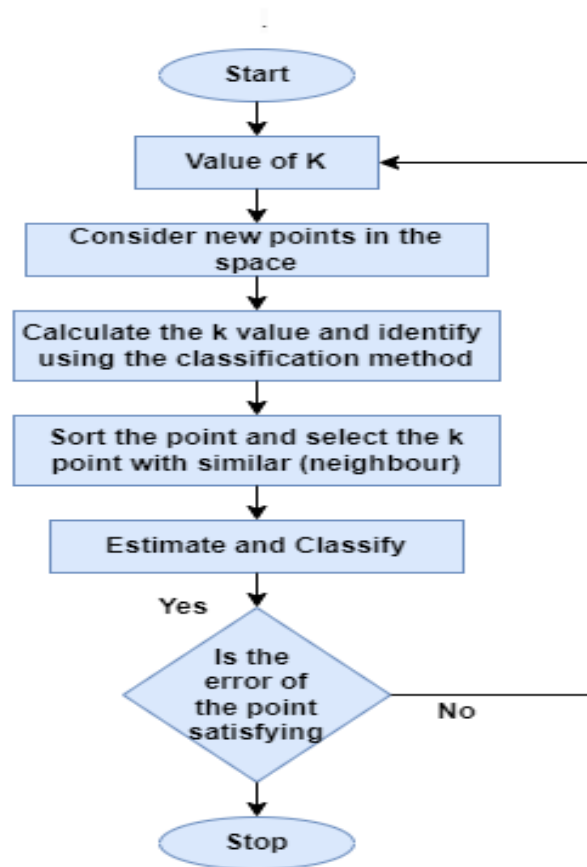 Start
Value of K
Consider new points in the
space
Calculate the k value and identify
using the classification method
Sort the point and select the k
point with similar (neighbour)
Estimate and Classify
Yes
Is the
error of
the point
satisfying
No
Stop